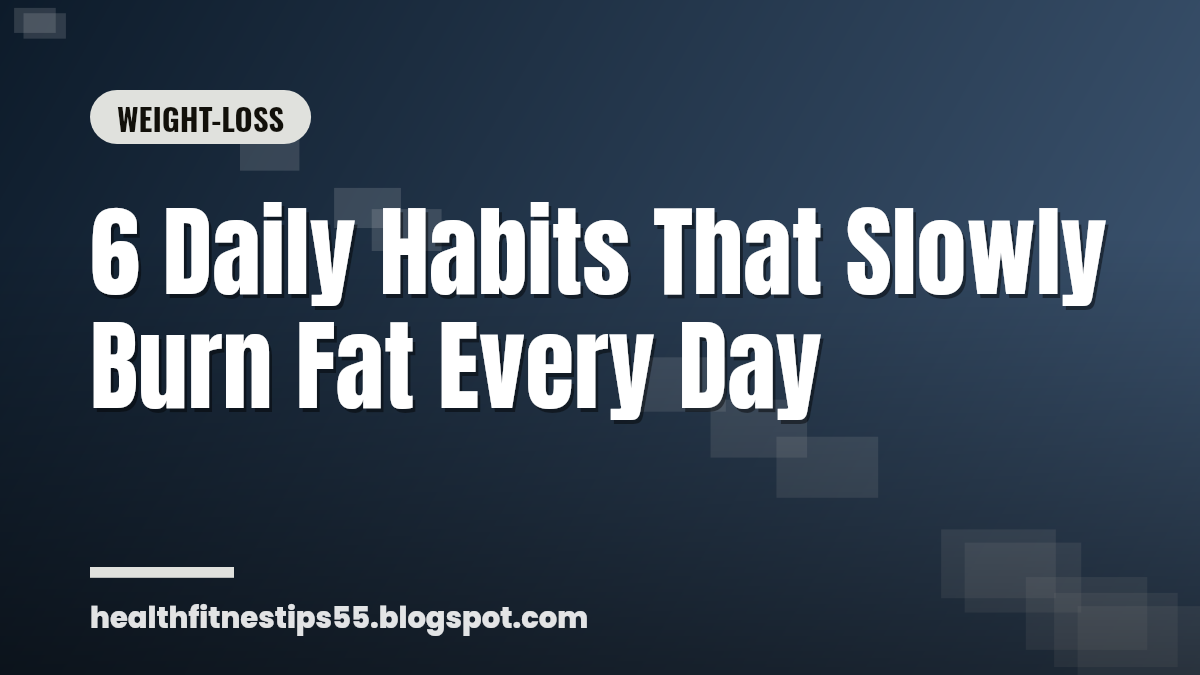 WEIGHT-LOSS
6 Daily Habits That Slowly
Burn Fat Every Day
healthfitnestips55.blogspot.com